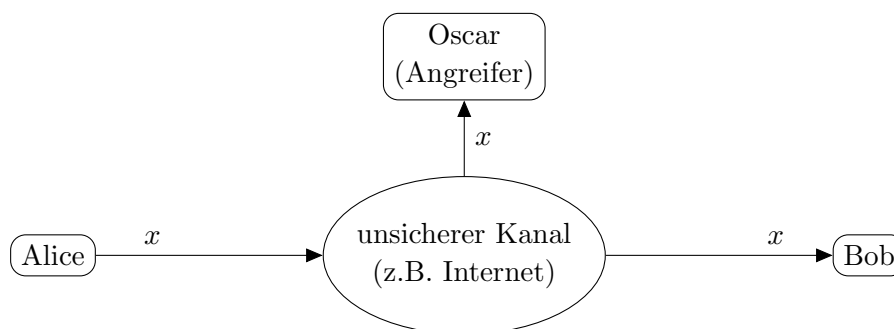 Oscar
(Angreifer)
x
Alice
x
unsicherer Kanal
(z.B. Internet)
x
Bob